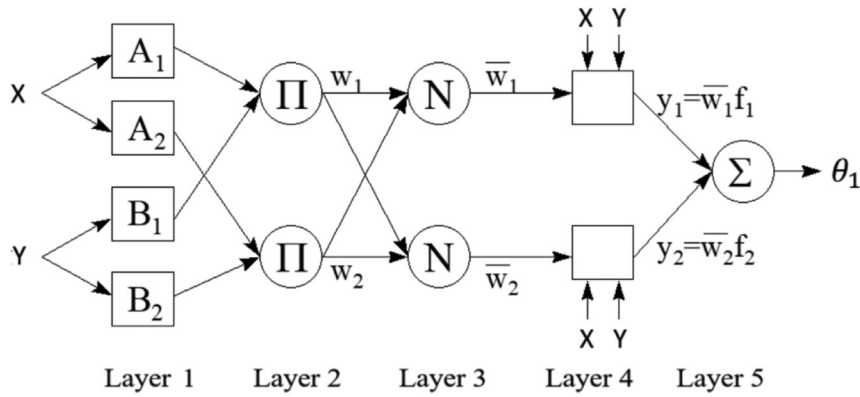 X Y
A₁
X
Π w₁ N w̅₁
y₁=w̅₁f₁
A₂
Σ θ₁
B₁
Y
Π w₂ N w̅₂
y₂=w̅₂f₂
B₂
X Y
Layer 1 Layer 2 Layer 3 Layer 4 Layer 5